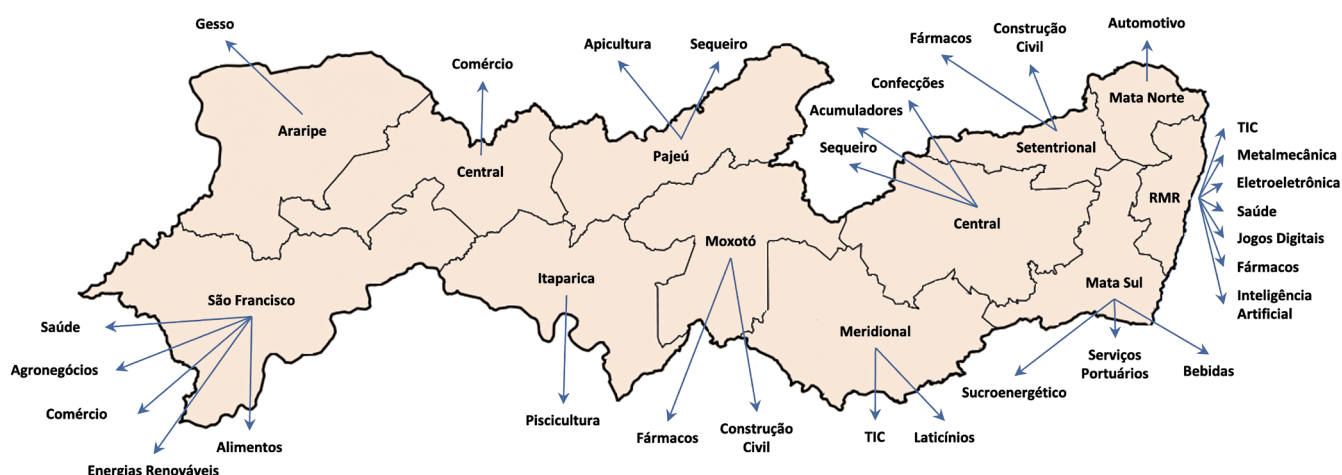 Gesso
Araripe
Comércio
Central
Apicultura
Sequeiro
Pajeú
Fármacos
Construção
Civil
Setentrional
Automotivo
Mata Norte
Confecções
Acumuladores
Sequeiro
Central
RMR
TIC
Metalmecânica
Eletroeletrônica
Saúde
Jogos Digitais
Fármacos
Inteligência
Artificial
São Francisco
Saúde
Agronegócios
Comércio
Energias Renováveis
Alimentos
Itaparica
Piscicultura
Moxotó
Fármacos
Construção
Civil
Meridional
TIC
Laticínios
Mata Sul
Sucroenergético
Serviços
Portuários
Bebidas